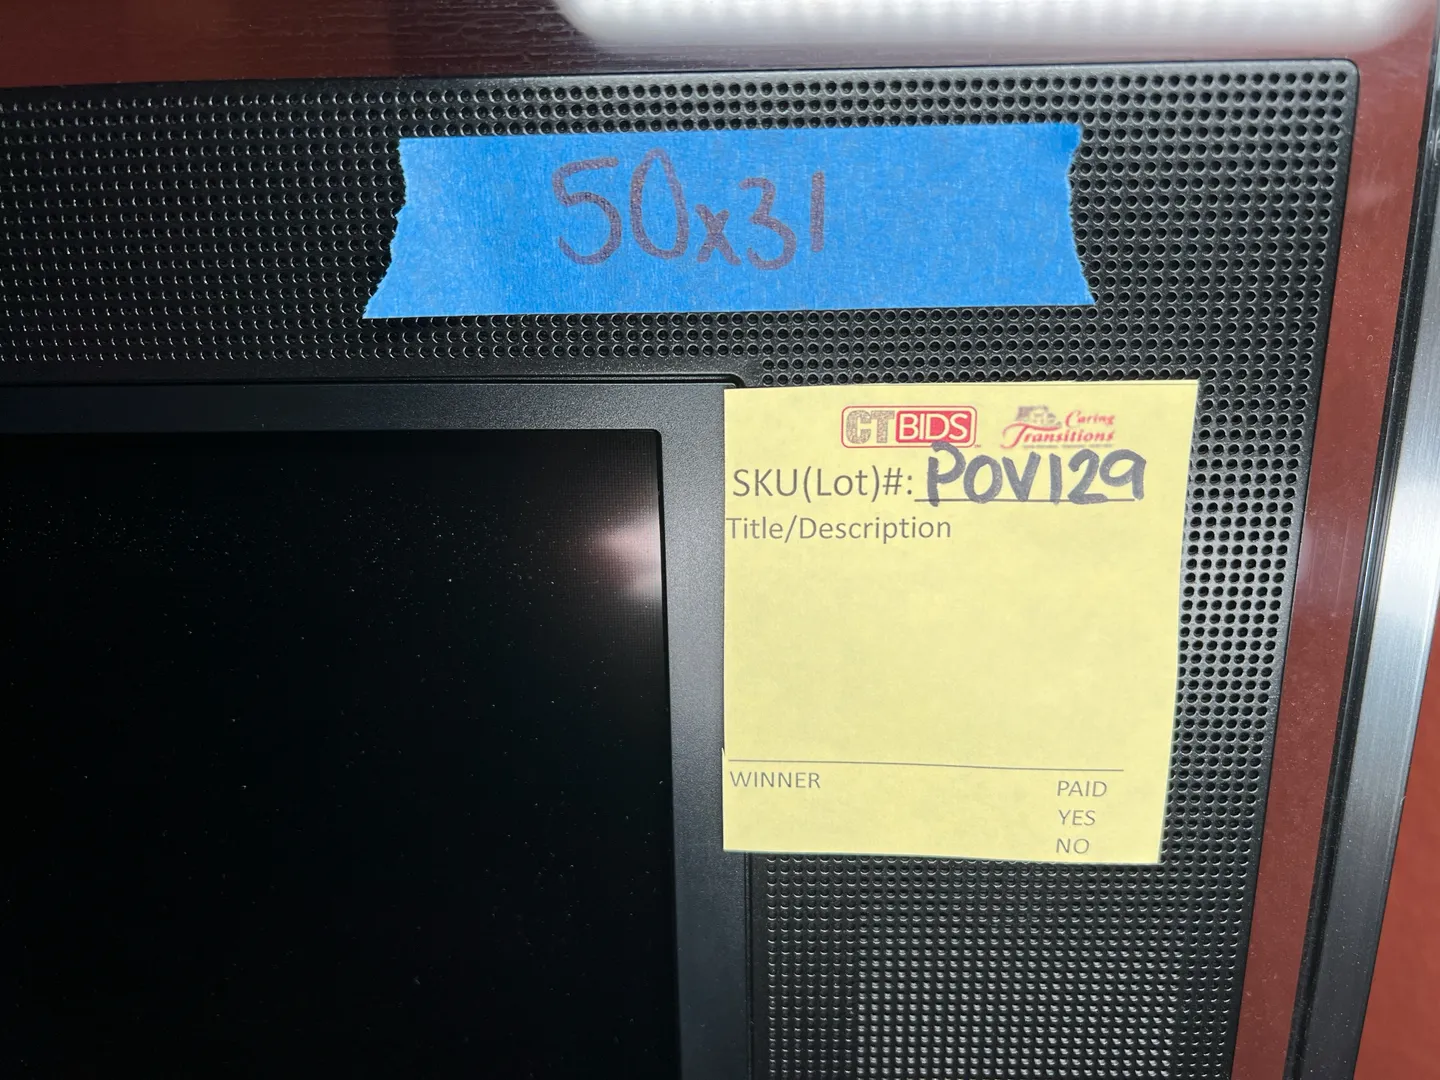 50x31
CTBIDS
Caring
Transitions
SKU(Lot)#: POV129
Title/Description
WINNER
PAID
YES
NO